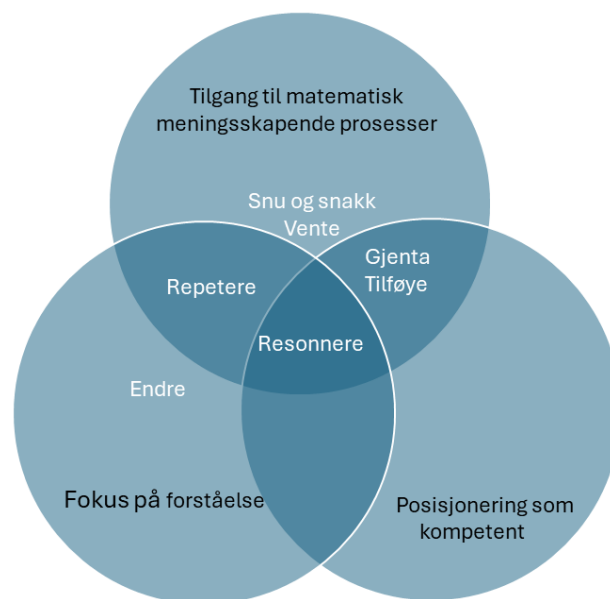 Tilgang til matematisk
meningsskapende prosesser
Snu og snakk
Vente
Gjenta
Tilføye
Repetere
Resonnere
Endre
Fokus på forståelse
Posisjonering som
kompetent